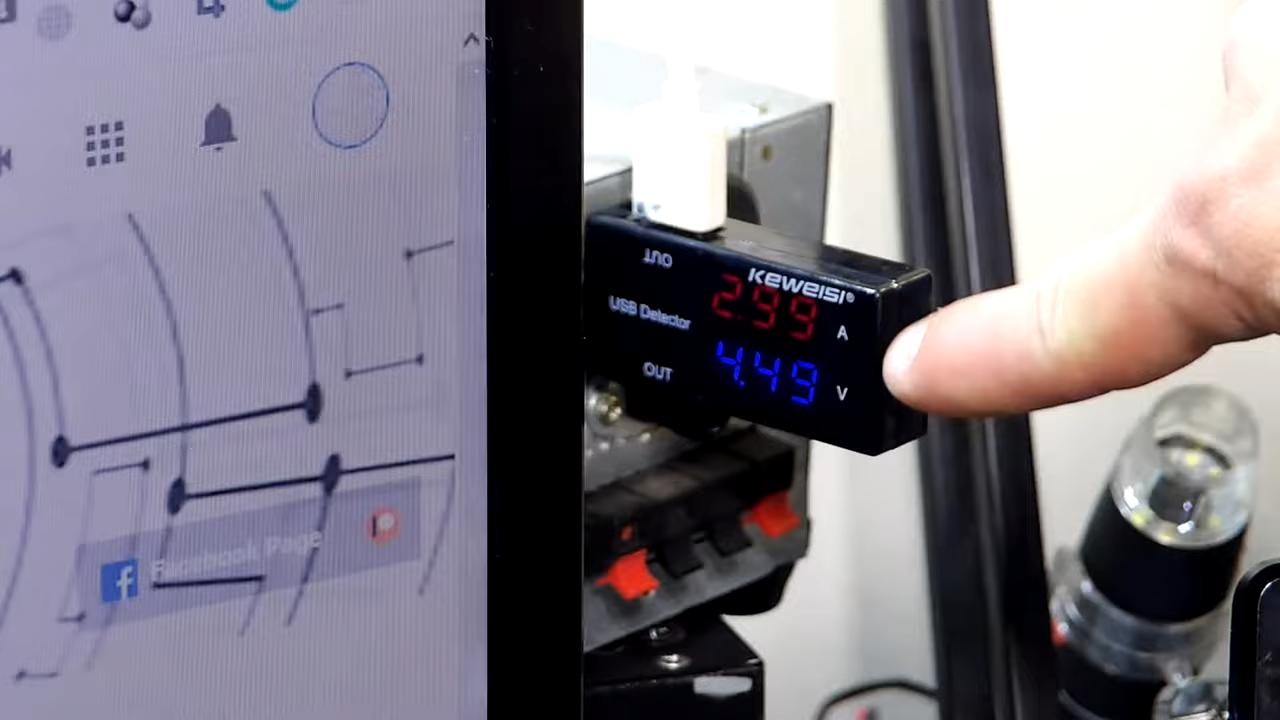 OUT
KEWEISI®
USB Detector
2.99 A
4.49 V
OUT
Facebook Page